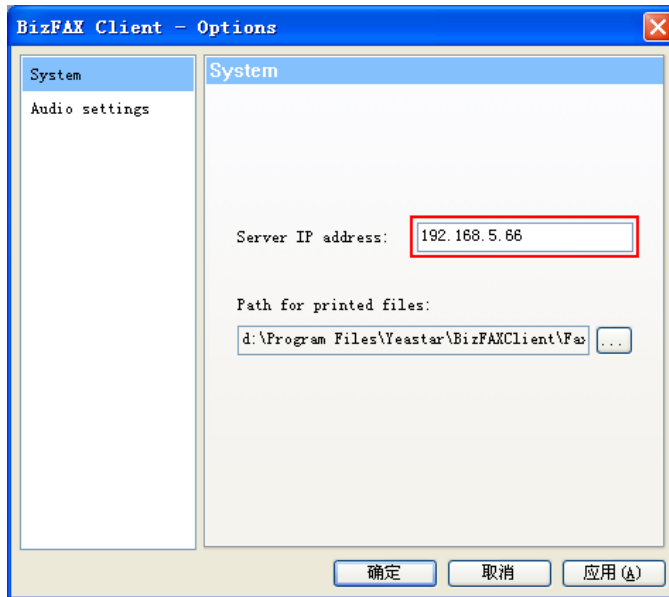 BizFAX Client - Options
System
Audio settings
System
Server IP address: 192.168.5.66
Path for printed files:
d:\Program Files\Yeastar\BizFAXClient\Fax
...
确定 取消 应用(A)